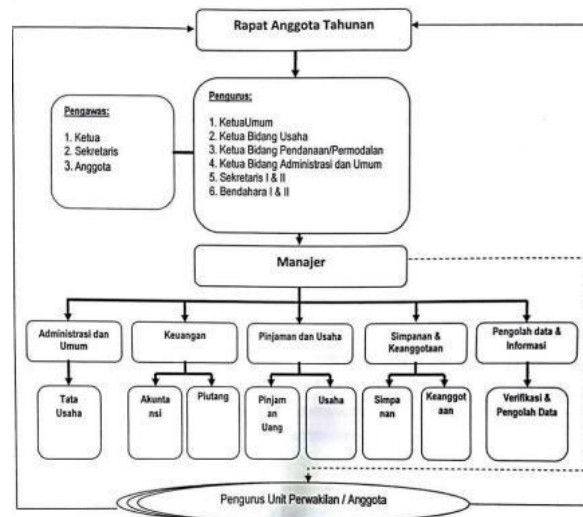 Rapat Anggota Tahunan
Pengawas:
1. Ketua
2. Sekretaris
3. Anggota
Pengurus:
1. KetuaUmum
2. Ketua Bidang Usaha
3. Ketua Bidang Pendanaan/Permodalan
4. Ketua Bidang Administrasi dan Umum
5. Sekretaris I & II
6. Bendahara I & II
Manajer
Administrasi dan
Umum
Keuangan
Pinjaman dan Usaha
Simpanan &
Keanggotaan
Pengolah data &
Informasi
Tata
Usaha
Akunta
nsi
Piutang
Pinjam
an
Uang
Usaha
Simpa
nan
Keanggot
aan
Verifikasi &
Pengolah Data
Pengurus Unit Perwakilan / Anggota